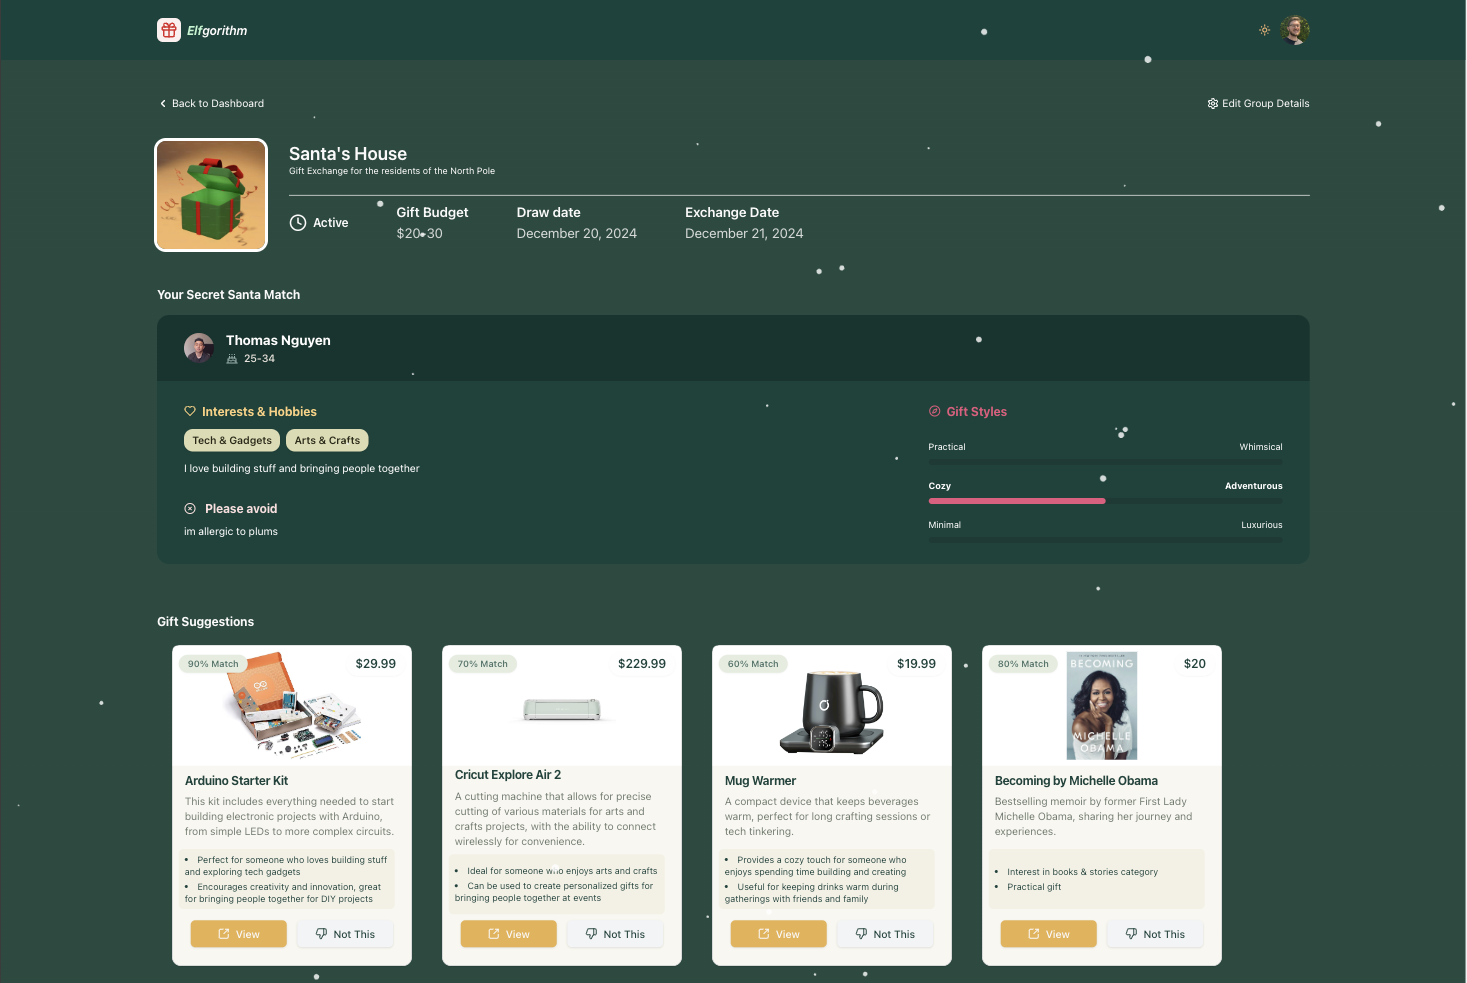 Elfgorithm
Back to Dashboard
Edit Group Details
Santa's House
Gift Exchange for the residents of the North Pole
Active
Gift Budget
$20-30
Draw date
December 20, 2024
Exchange Date
December 21, 2024
Your Secret Santa Match
Thomas Nguyen
25-34
Interests & Hobbies
Tech & Gadgets
Arts & Crafts
I love building stuff and bringing people together
Please avoid
im allergic to plums
Gift Styles
Practical
Whimsical
Cozy
Adventurous
Minimal
Luxurious
Gift Suggestions
90% Match
$29.99
Arduino Starter Kit
This kit includes everything needed to start
building electronic projects with Arduino,
from simple LEDs to more complex circuits.
• Perfect for someone who loves building stuff
and exploring tech gadgets
• Encourages creativity and innovation, great
for bringing people together for DIY projects
View
Not This
70% Match
$229.99
Cricut Explore Air 2
A cutting machine that allows for precise
cutting of various materials for arts and
crafts projects, with the ability to connect
wirelessly for convenience.
• Ideal for someone who enjoys arts and crafts
• Can be used to create personalized gifts for
bringing people together at events
View
Not This
60% Match
$19.99
Mug Warmer
A compact device that keeps beverages
warm, perfect for long crafting sessions or
tech tinkering.
• Provides a cozy touch for someone who
enjoys spending time building and creating
• Useful for keeping drinks warm during
gatherings with friends and family
View
Not This
80% Match
$20
BECOMING
MICHELLE
OBAMA
Becoming by Michelle Obama
Bestselling memoir by former First Lady
Michelle Obama, sharing her journey and
experiences.
• Interest in books & stories category
• Practical gift
View
Not This